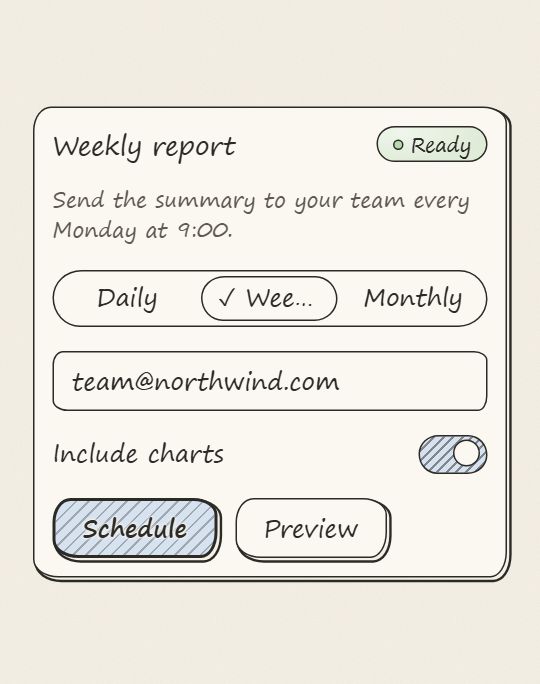 Weekly report
Ready
Send the summary to your team every
Monday at 9:00.
Daily
✓ Wee...
Monthly
team@northwind.com
Include charts
Schedule
Preview